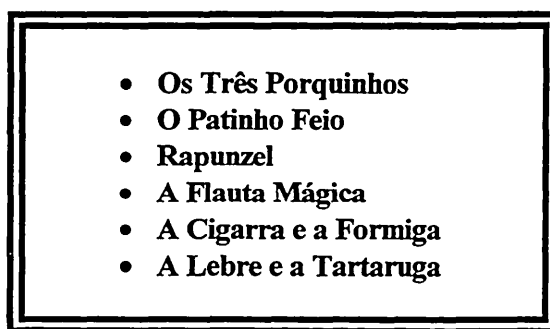 • Os Três Porquinhos
• O Patinho Feio
• Rapunzel
• A Flauta Mágica
• A Cigarra e a Formiga
• A Lebre e a Tartaruga